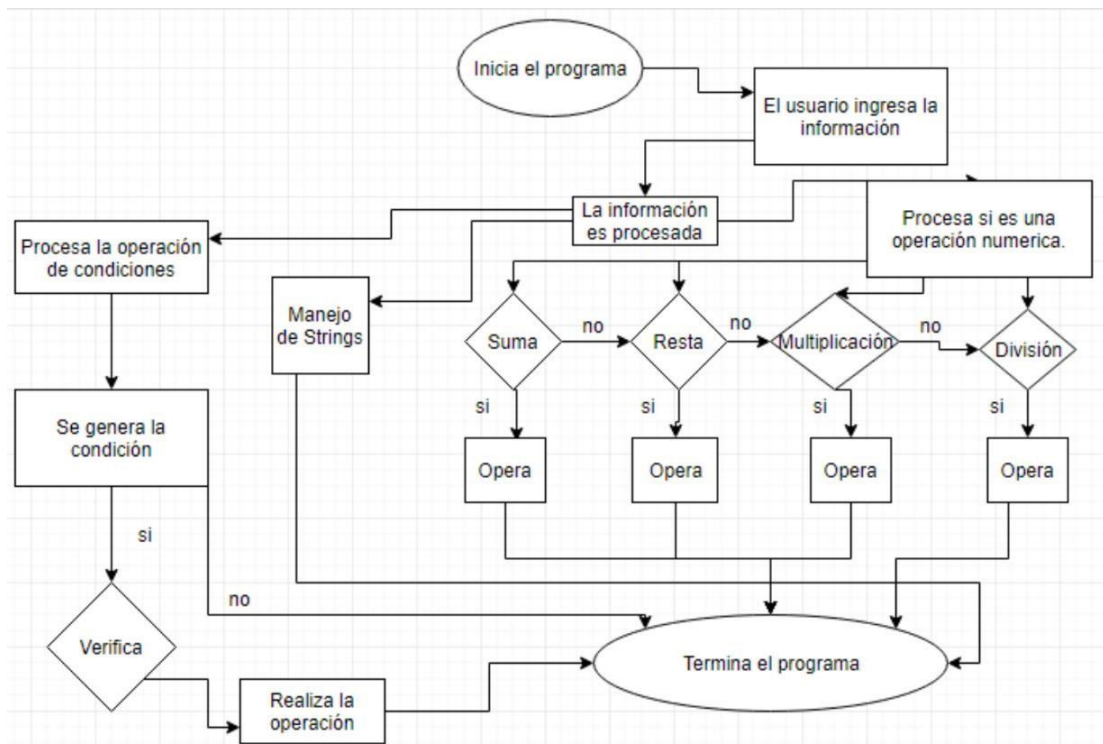 Inicia el programa
El usuario ingresa la
información
La información
es procesada
Procesa si es una
operación numerica.
Procesa la operación
de condiciones
Manejo
de Strings
Suma
no
Resta
no
Multiplicación
no
División
si
si
si
si
Se genera la
condición
Opera
Opera
Opera
Opera
si
no
Verifica
Termina el programa
Realiza la
operación